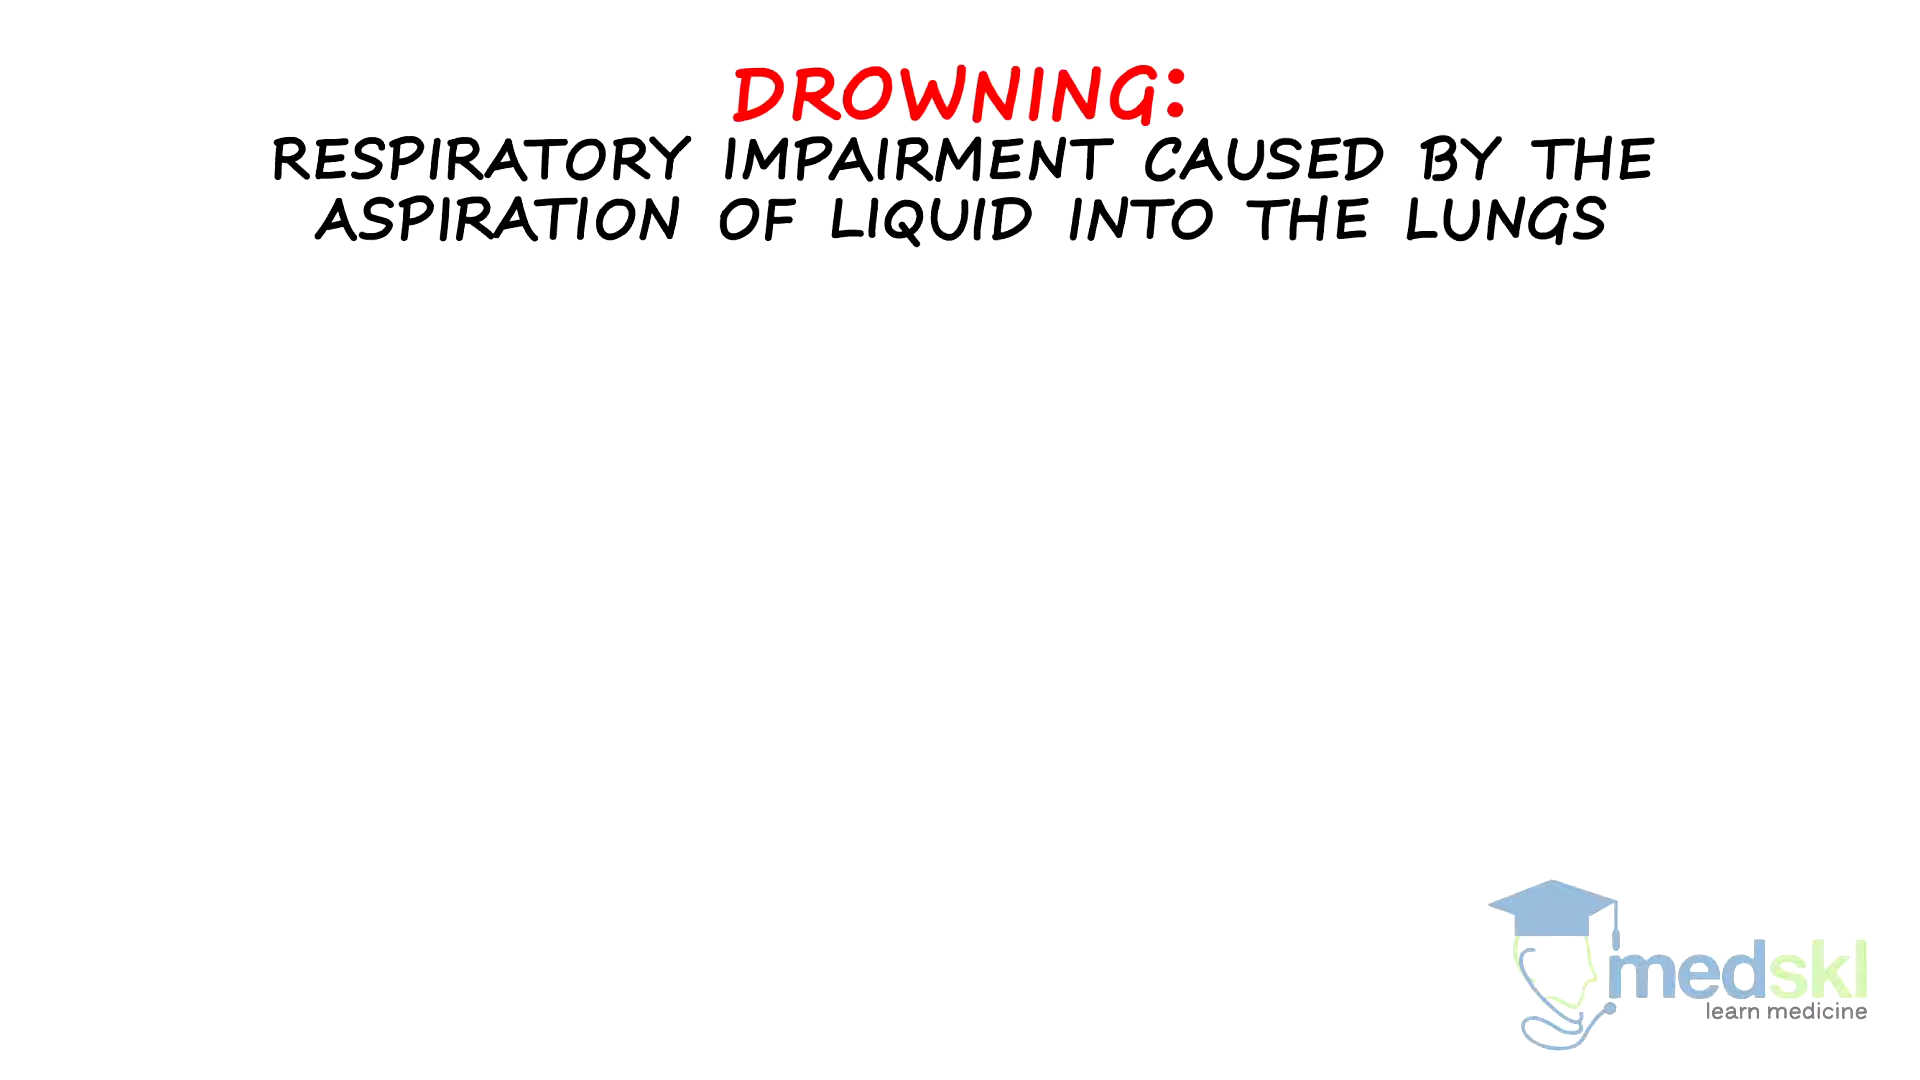 DROWNING:
RESPIRATORY IMPAIRMENT CAUSED BY THE
ASPIRATION OF LIQUID INTO THE LUNGS
medskl
learn medicine